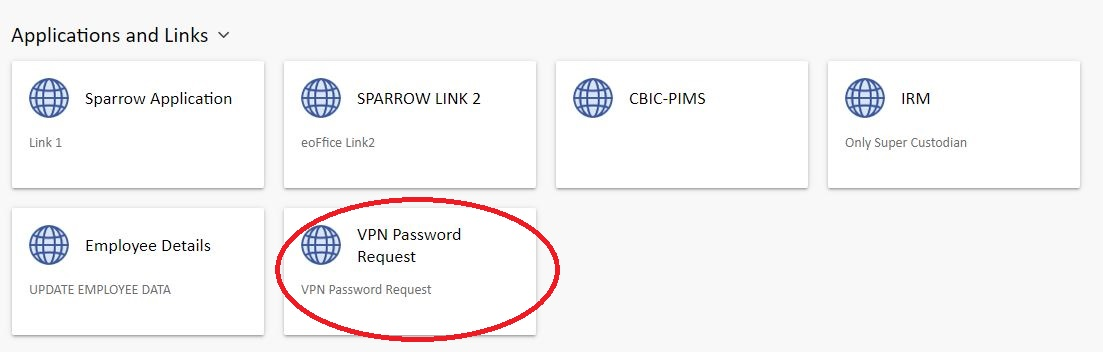 Applications and Links
Sparrow Application
Link 1
SPARROW LINK 2
eoFfice Link2
CBIC-PIMS
IRM
Only Super Custodian
Employee Details
UPDATE EMPLOYEE DATA
VPN Password
Request
VPN Password Request